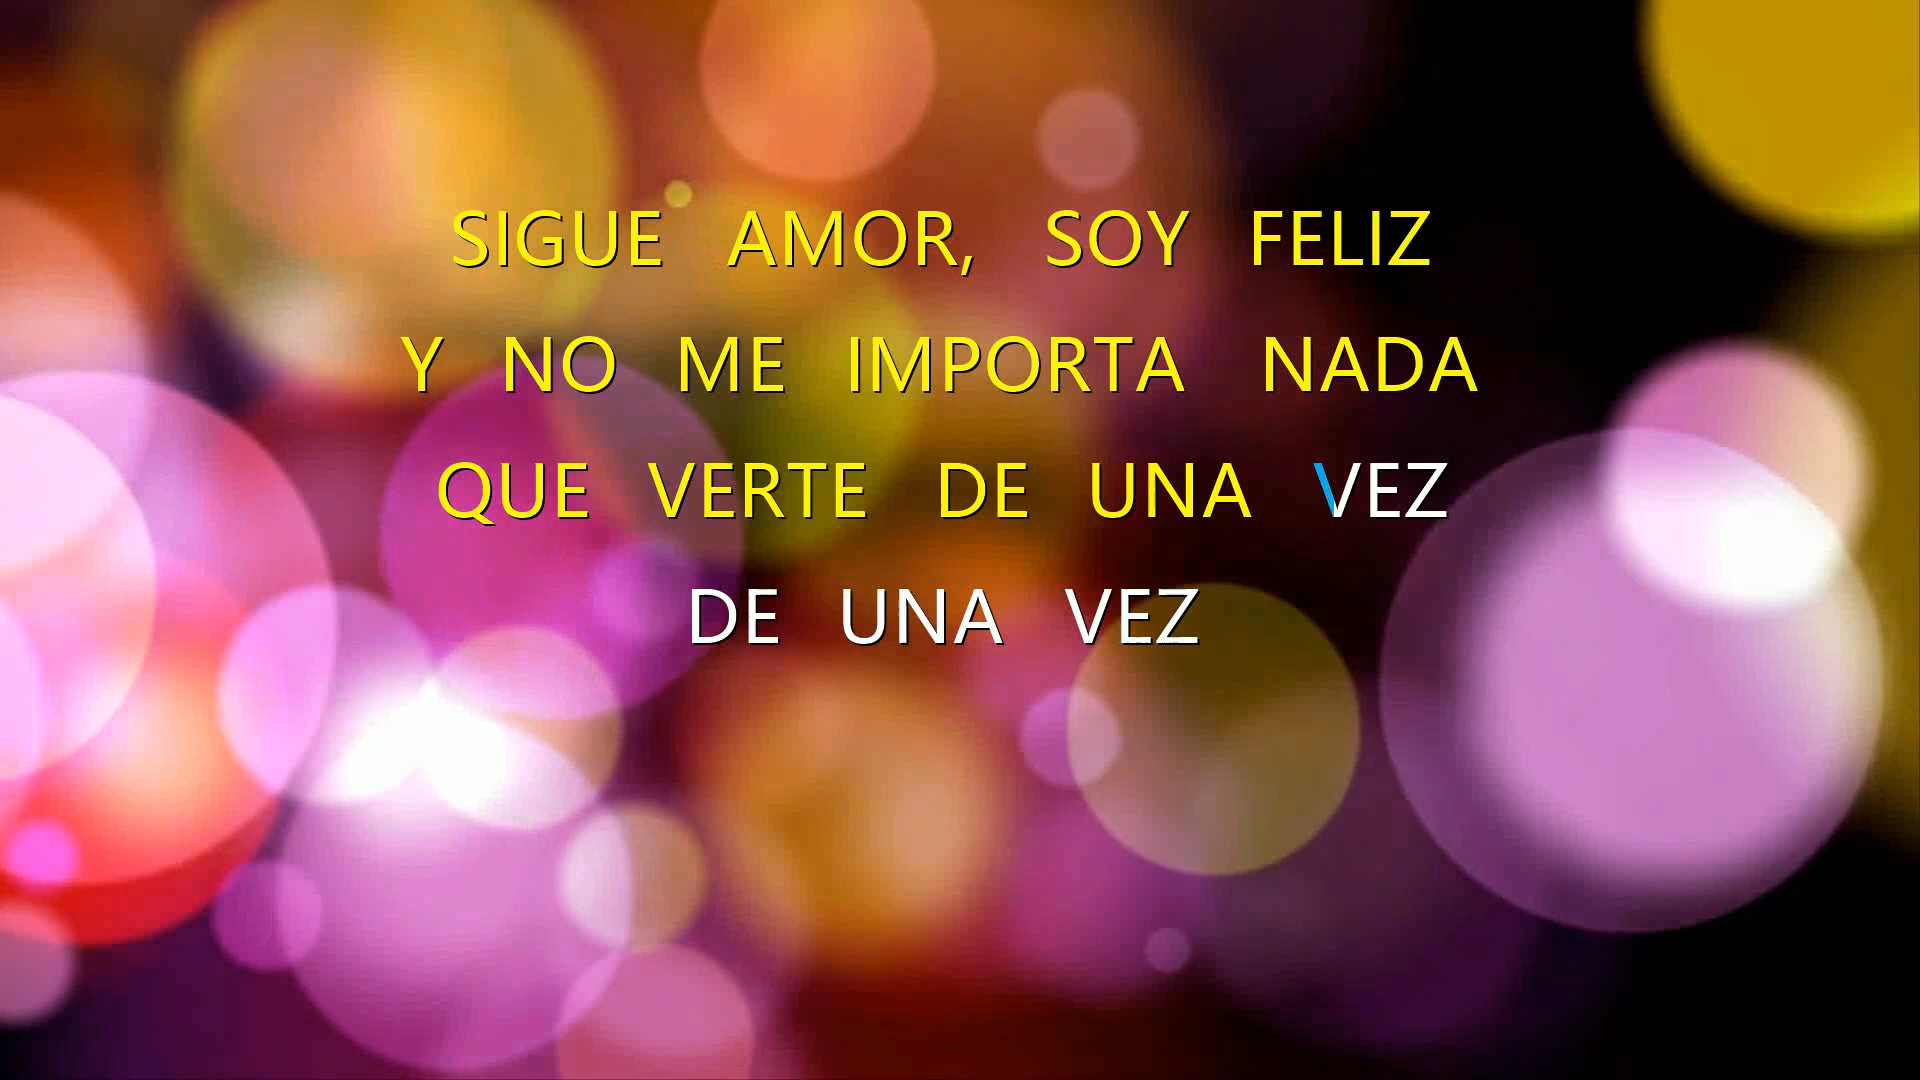 SIGUE AMOR, SOY FELIZ
Y NO ME IMPORTA NADA
QUE VERTE DE UNA VEZ
DE UNA VEZ